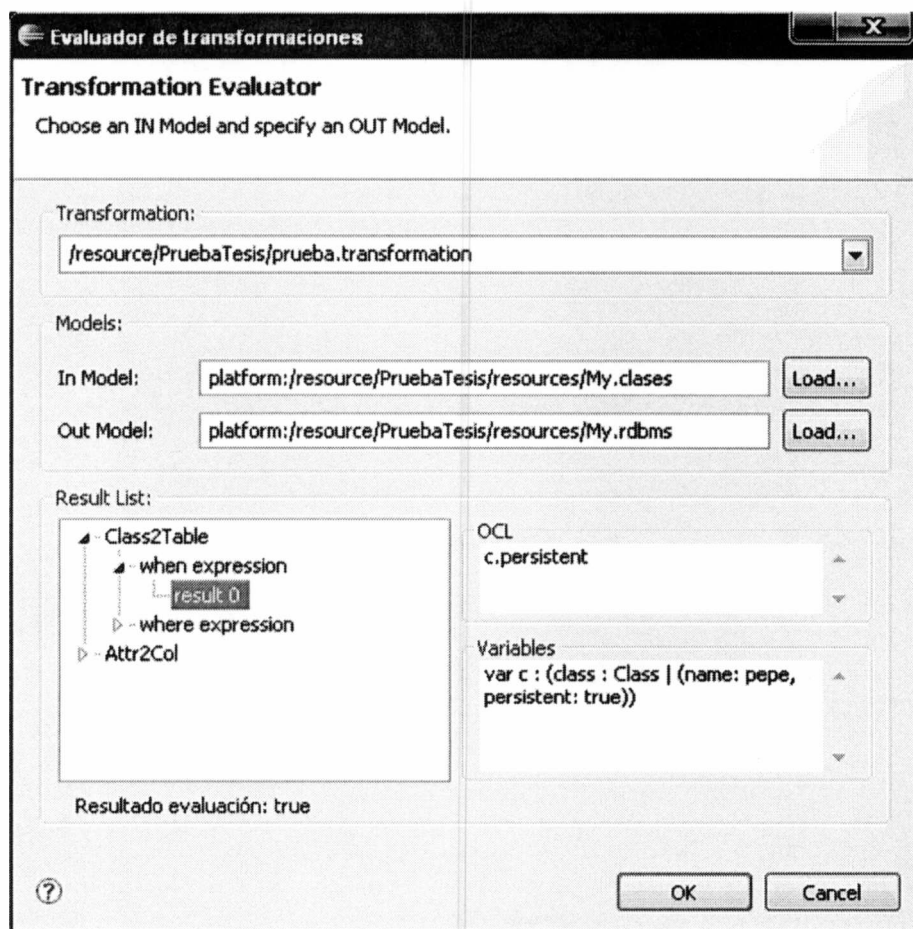 Evaluador de transformaciones
Transformation Evaluator
Choose an IN Model and specify an OUT Model.
Transformation:
/resource/PruebaTesis/prueba.transformation
Models:
In Model:
platform:/resource/PruebaTesis/resources/My.clases
Load...
Out Model:
platform:/resource/PruebaTesis/resources/My.rdbms
Load...
Result List:
Class2Table
when expression
result 0
where expression
Attr2Col
OCL
c.persistent
Variables
var c : (class : Class | (name: pepe,
persistent: true))
Resultado evaluación: true
?
OK
Cancel